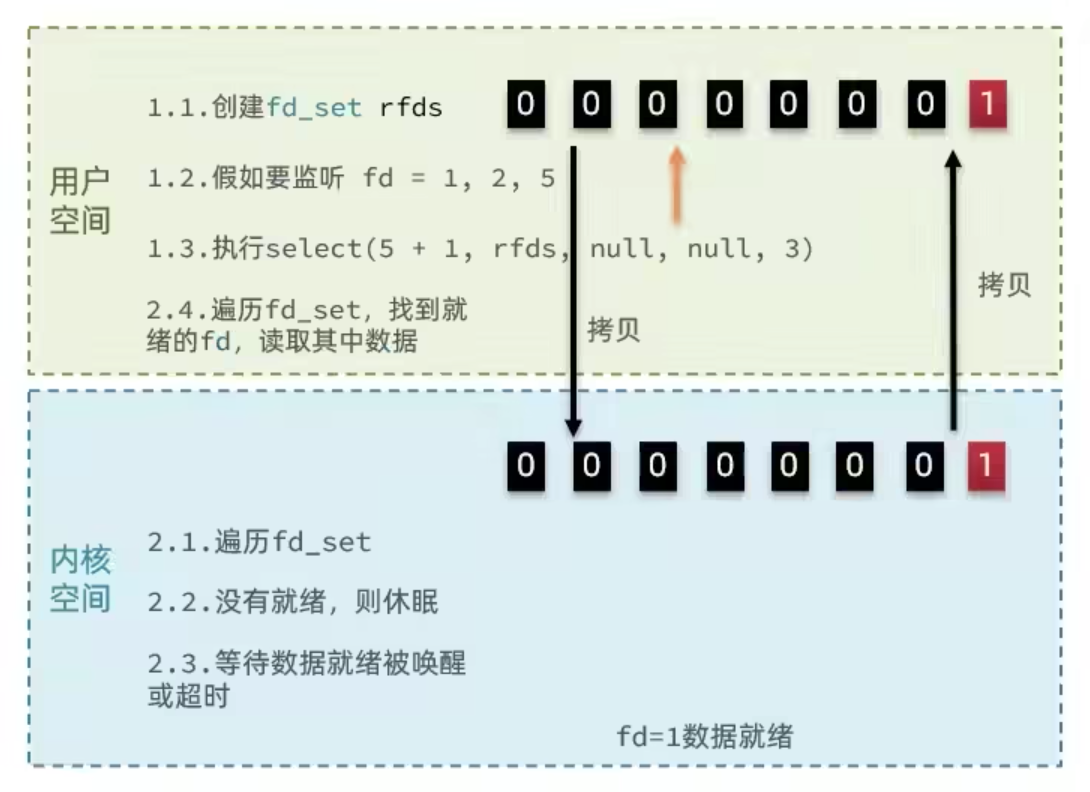 1.1.创建fd_set rfds
0 0 0 0 0 0 0 1
用户
空间
1.2.假如要监听 fd = 1, 2, 5
1.3.执行select(5 + 1, rfds, null, null, 3)
拷贝
2.4.遍历fd_set，找到就
绪的fd，读取其中数据
拷贝
0 0 0 0 0 0 0 1
内核
空间
2.1.遍历fd_set
2.2.没有就绪，则休眠
2.3.等待数据就绪被唤醒
或超时
fd=1数据就绪